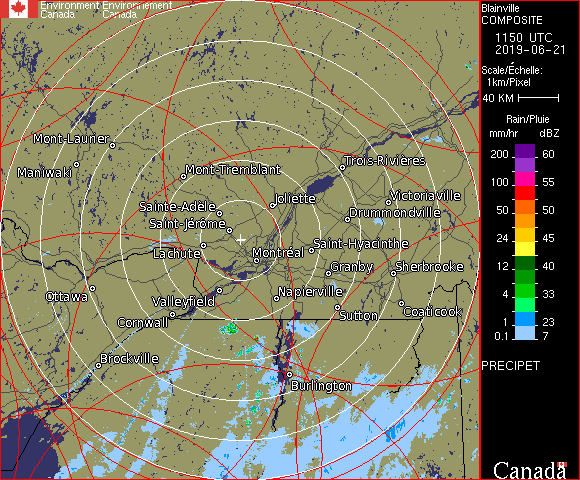 Environment Environnement
Canada Canada
Blainville
COMPOSITE
1150 UTC
2019-06-21
Scale/Échelle:
1km/Pixel
40 KM
Rain/Pluie
mm/hr dBZ
200 60
100 55
50 50
24 45
12 40
4 33
1 23
0.1 7
PRECIPET
Mont-Laurier
Maniwaki
Mont-Tremblant
Trois-Rivières
Joliette
Victoriaville
Sainte-Adèle
Drummondville
Saint-Jérôme
Saint-Hyacinthe
Lachute
Montréal
Granby
Sherbrooke
Ottawa
Valleyfield
Napierville
Cornwall
Sutton
Coaticook
Brockville
Burlington
Canada